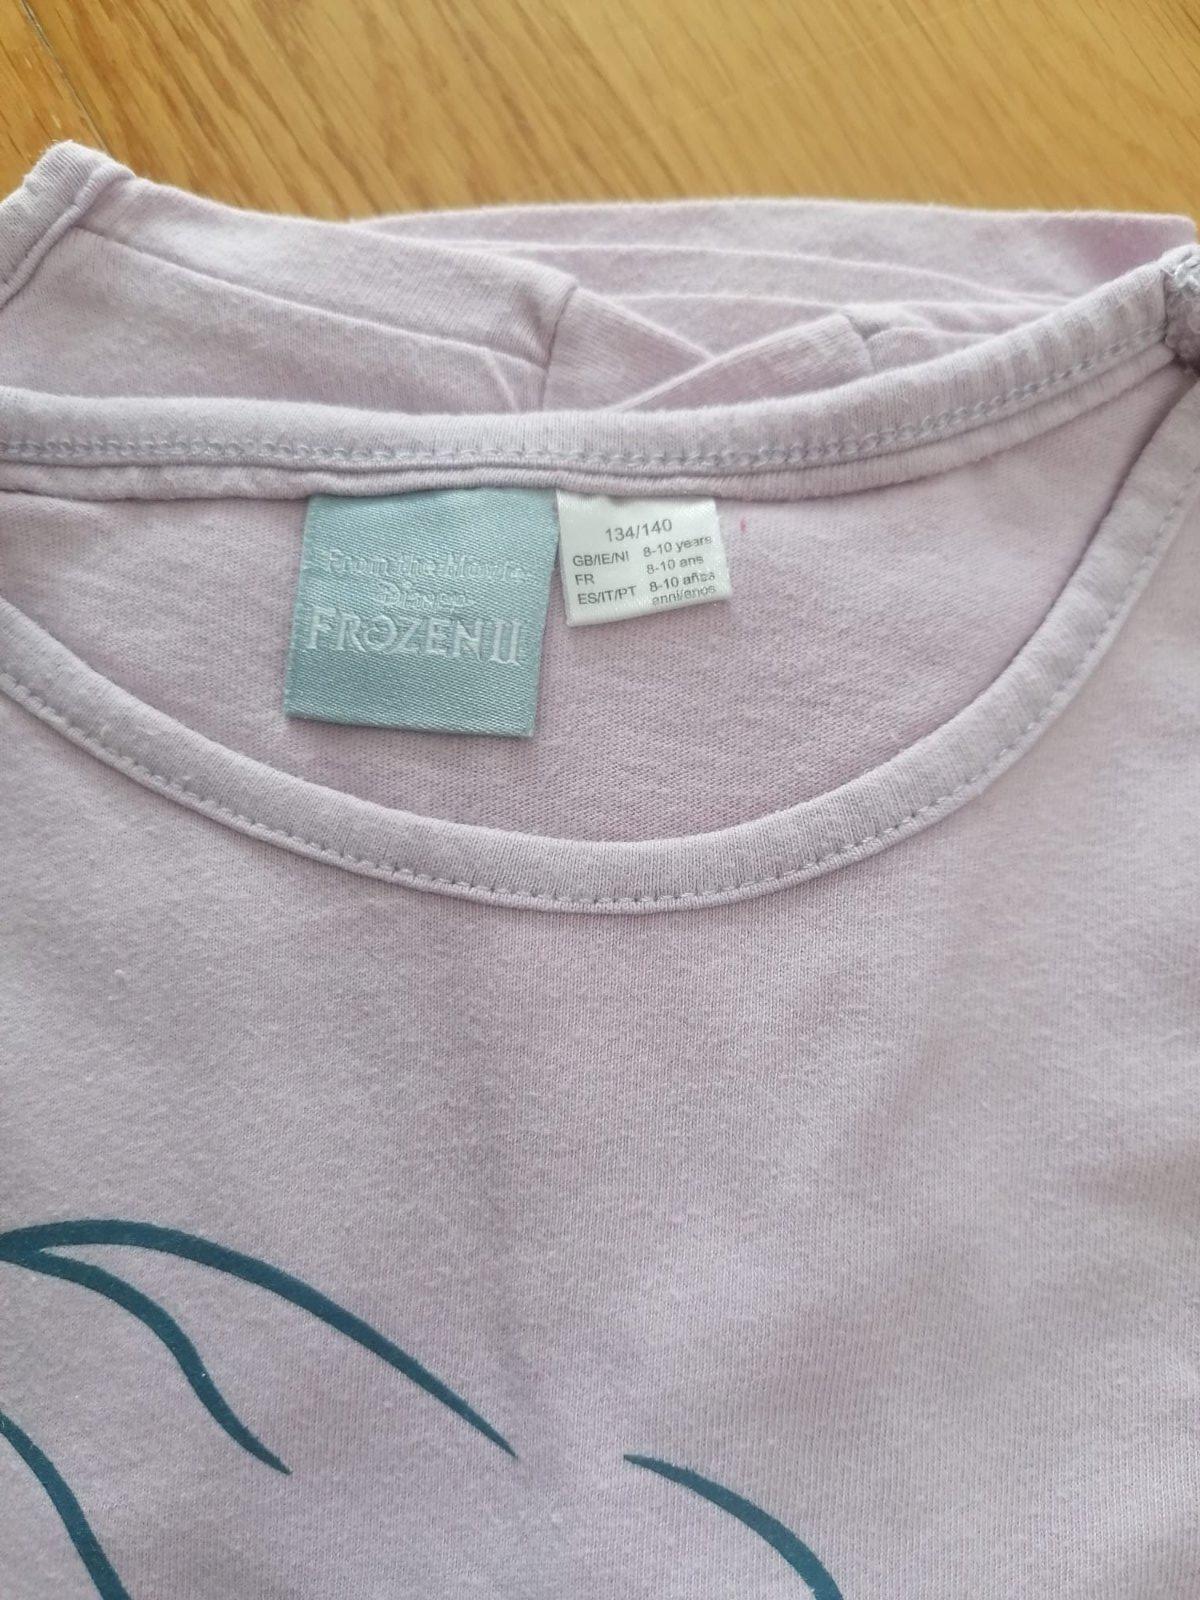 From the Movie
Disney
FROZEN II
134/140
GB/IE/NI 8-10 years
FR 8-10 ans
ES/IT/PT 8-10 años
anni/anos